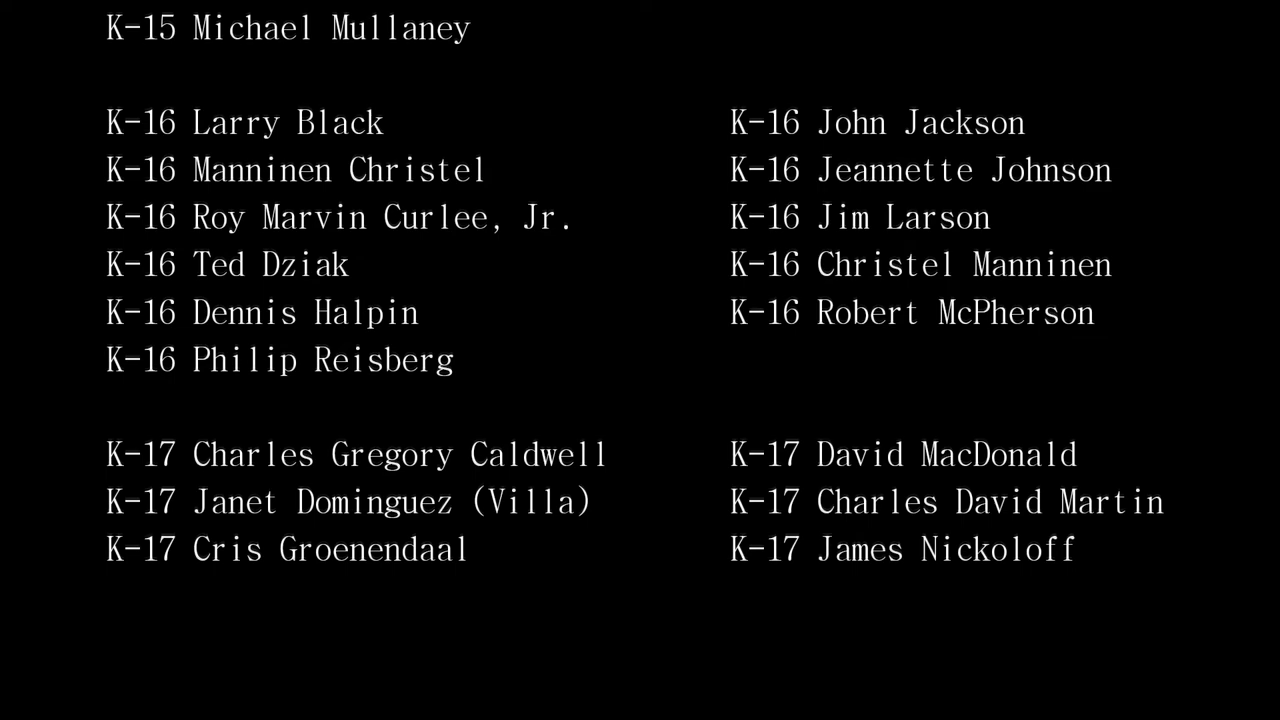 K-15 Michael Mullaney
K-16 Larry Black
K-16 Manninen Christel
K-16 Roy Marvin Curlee, Jr.
K-16 Ted Dziak
K-16 Dennis Halpin
K-16 Philip Reisberg
K-16 John Jackson
K-16 Jeannette Johnson
K-16 Jim Larson
K-16 Christel Manninen
K-16 Robert McPherson
K-17 Charles Gregory Caldwell
K-17 Janet Dominguez (Villa)
K-17 Cris Groenendaal
K-17 David MacDonald
K-17 Charles David Martin
K-17 James Nickoloff